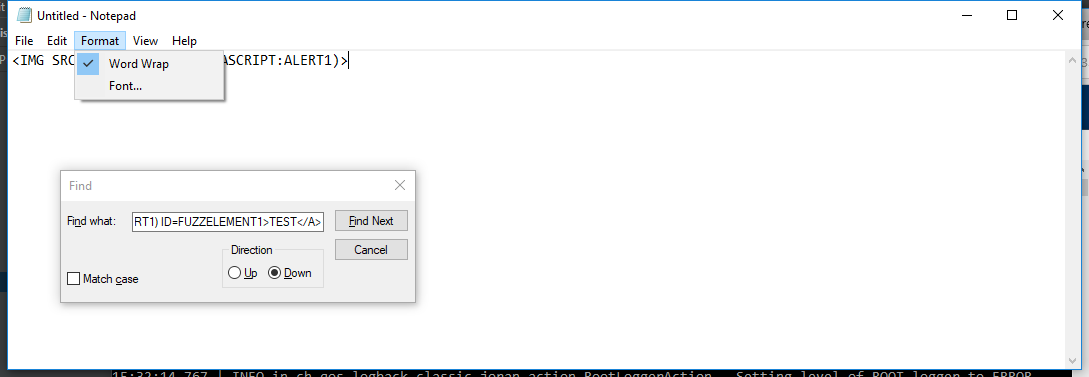 Untitled - Notepad
File Edit Format View Help
<IMG SRC ASCRIPT:ALERT1)>
Word Wrap
Font...
Find
Find what: RT1) ID=FUZZELEMENT1>TEST</A> Find Next
Cancel
Direction
Up Down
Match case
15:32:14,767 | INFO in ch.qos.logback.classic.joran.action.RootLoggerAction - Setting level of ROOT logger to ERROR